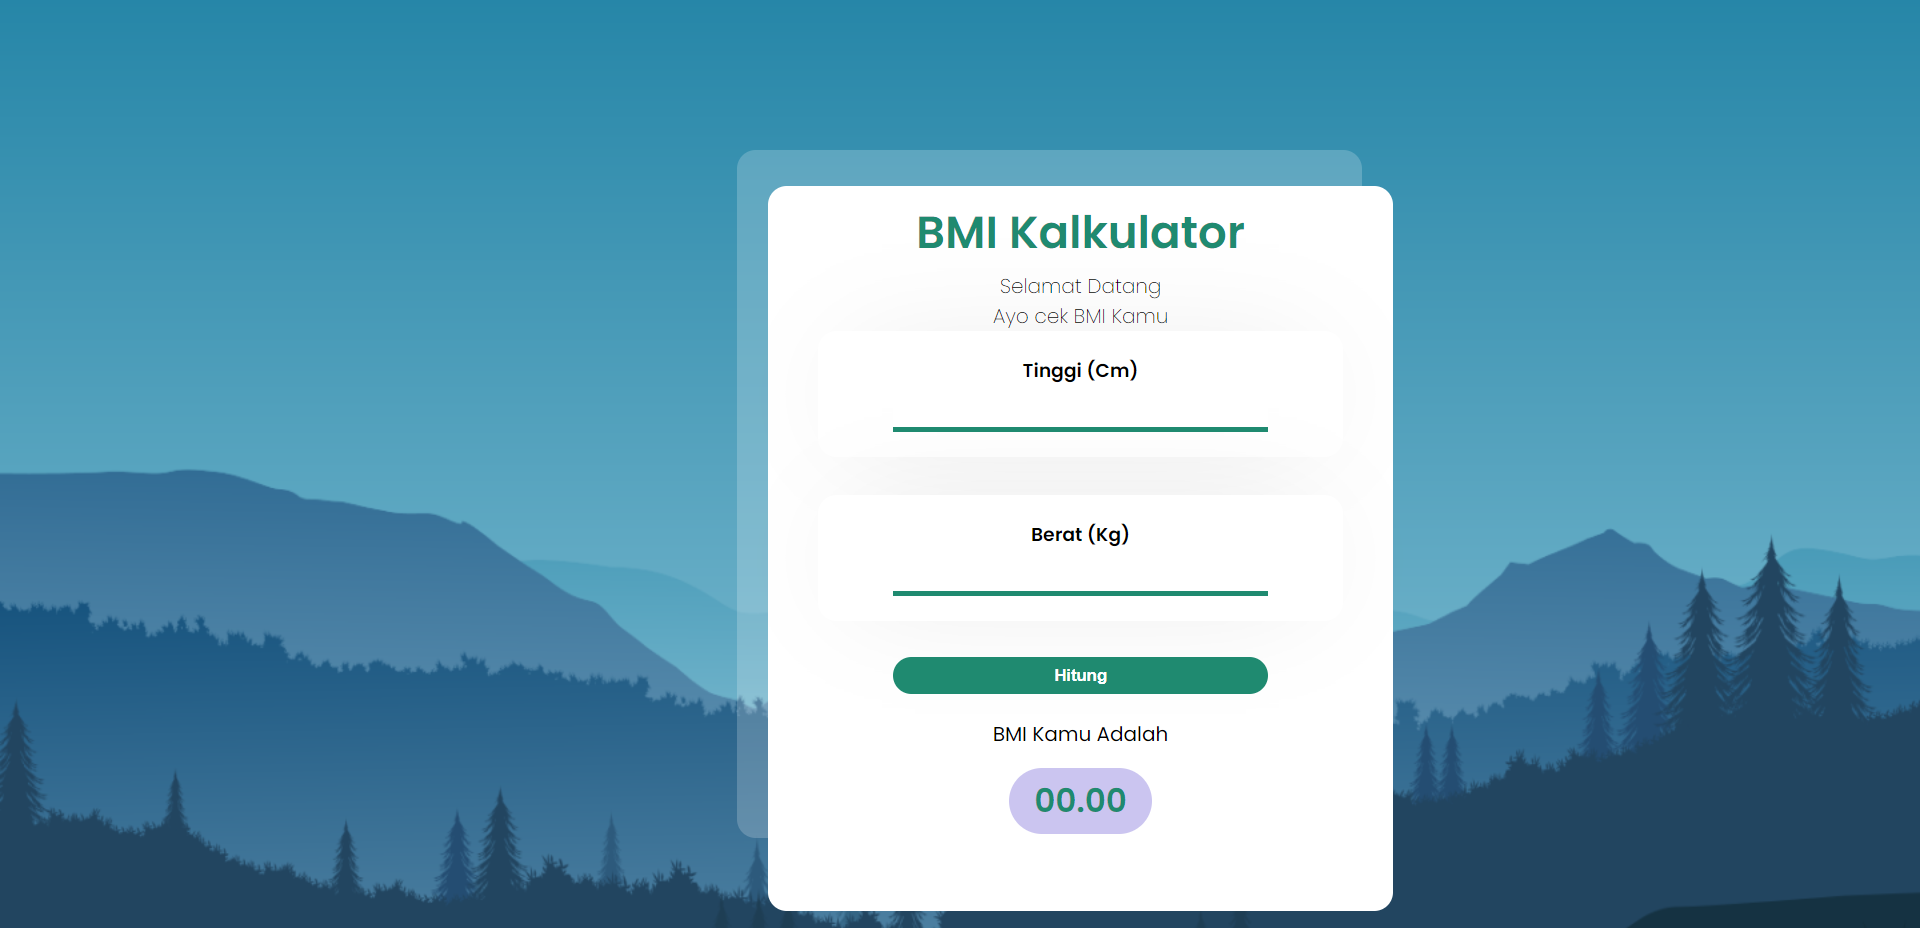 BMI Kalkulator
Selamat Datang
Ayo cek BMI Kamu
Tinggi (Cm)
Berat (Kg)
Hitung
BMI Kamu Adalah
00.00